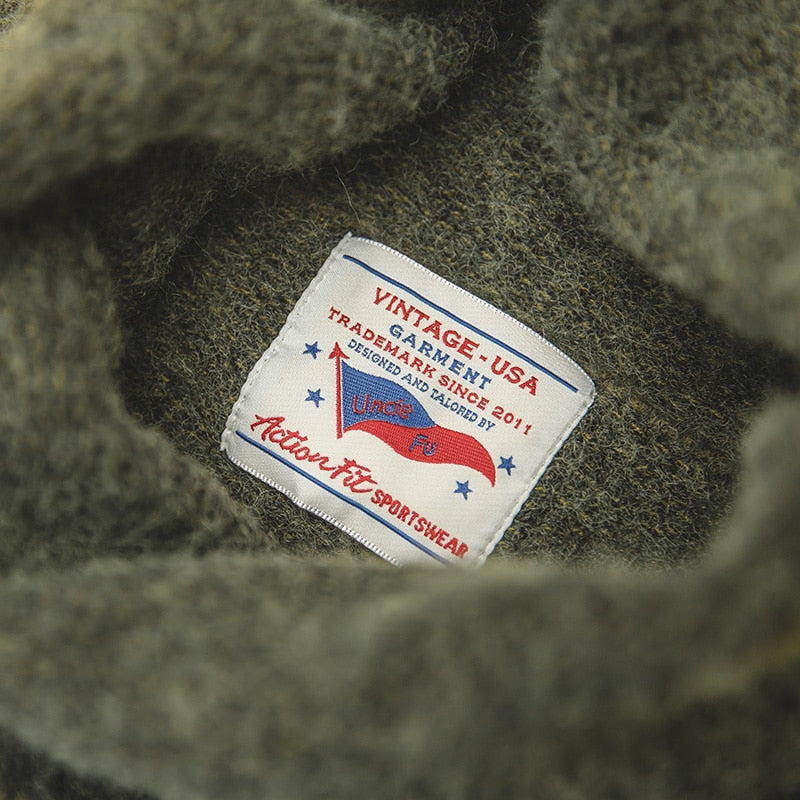 VINTAGE - USA
GARMENT
TRADEMARK SINCE 2011
DESIGNED AND TAILORED BY
Uncle
Fu
Action Fit SPORTSWEAR